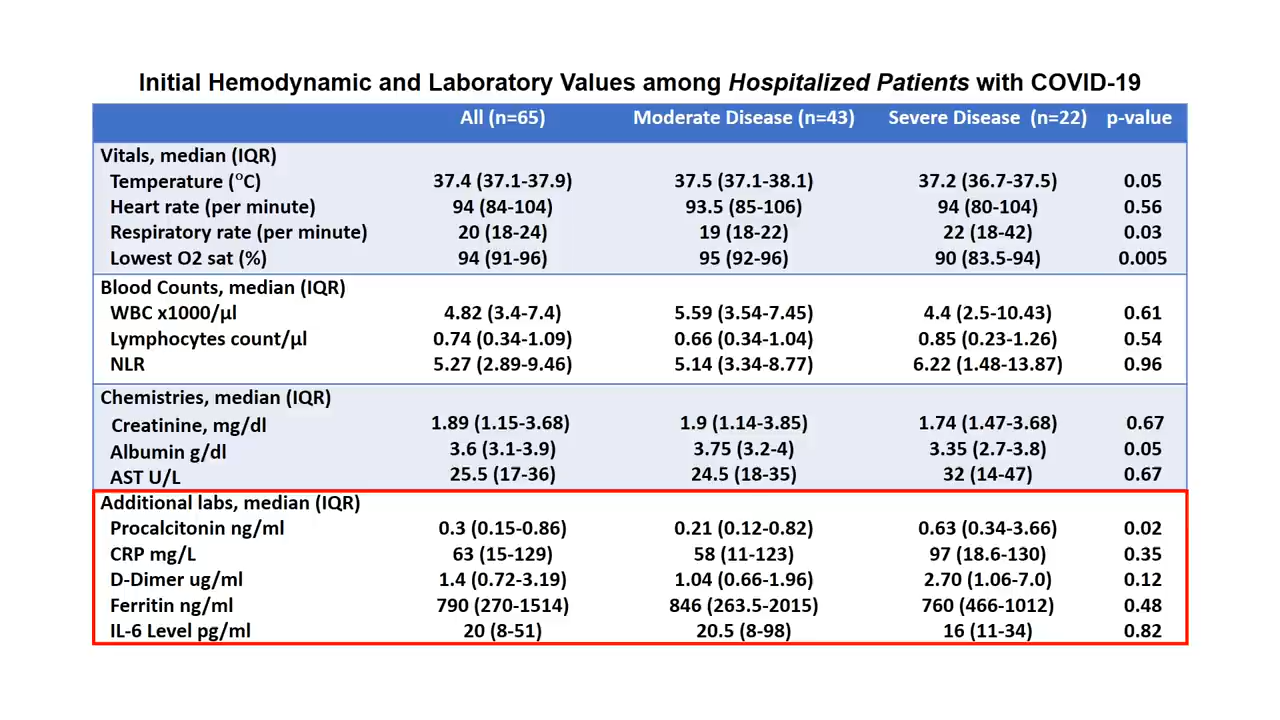 Initial Hemodynamic and Laboratory Values among Hospitalized Patients with COVID-19
All (n=65) Moderate Disease (n=43) Severe Disease (n=22) p-value
Vitals, median (IQR)
Temperature (°C) 37.4 (37.1-37.9) 37.5 (37.1-38.1) 37.2 (36.7-37.5) 0.05
Heart rate (per minute) 94 (84-104) 93.5 (85-106) 94 (80-104) 0.56
Respiratory rate (per minute) 20 (18-24) 19 (18-22) 22 (18-42) 0.03
Lowest O2 sat (%) 94 (91-96) 95 (92-96) 90 (83.5-94) 0.005
Blood Counts, median (IQR)
WBC x1000/µl 4.82 (3.4-7.4) 5.59 (3.54-7.45) 4.4 (2.5-10.43) 0.61
Lymphocytes count/µl 0.74 (0.34-1.09) 0.66 (0.34-1.04) 0.85 (0.23-1.26) 0.54
NLR 5.27 (2.89-9.46) 5.14 (3.34-8.77) 6.22 (1.48-13.87) 0.96
Chemistries, median (IQR)
Creatinine, mg/dl 1.89 (1.15-3.68) 1.9 (1.14-3.85) 1.74 (1.47-3.68) 0.67
Albumin g/dl 3.6 (3.1-3.9) 3.75 (3.2-4) 3.35 (2.7-3.8) 0.05
AST U/L 25.5 (17-36) 24.5 (18-35) 32 (14-47) 0.67
Additional labs, median (IQR)
Procalcitonin ng/ml 0.3 (0.15-0.86) 0.21 (0.12-0.82) 0.63 (0.34-3.66) 0.02
CRP mg/L 63 (15-129) 58 (11-123) 97 (18.6-130) 0.35
D-Dimer ug/ml 1.4 (0.72-3.19) 1.04 (0.66-1.96) 2.70 (1.06-7.0) 0.12
Ferritin ng/ml 790 (270-1514) 846 (263.5-2015) 760 (466-1012) 0.48
IL-6 Level pg/ml 20 (8-51) 20.5 (8-98) 16 (11-34) 0.82